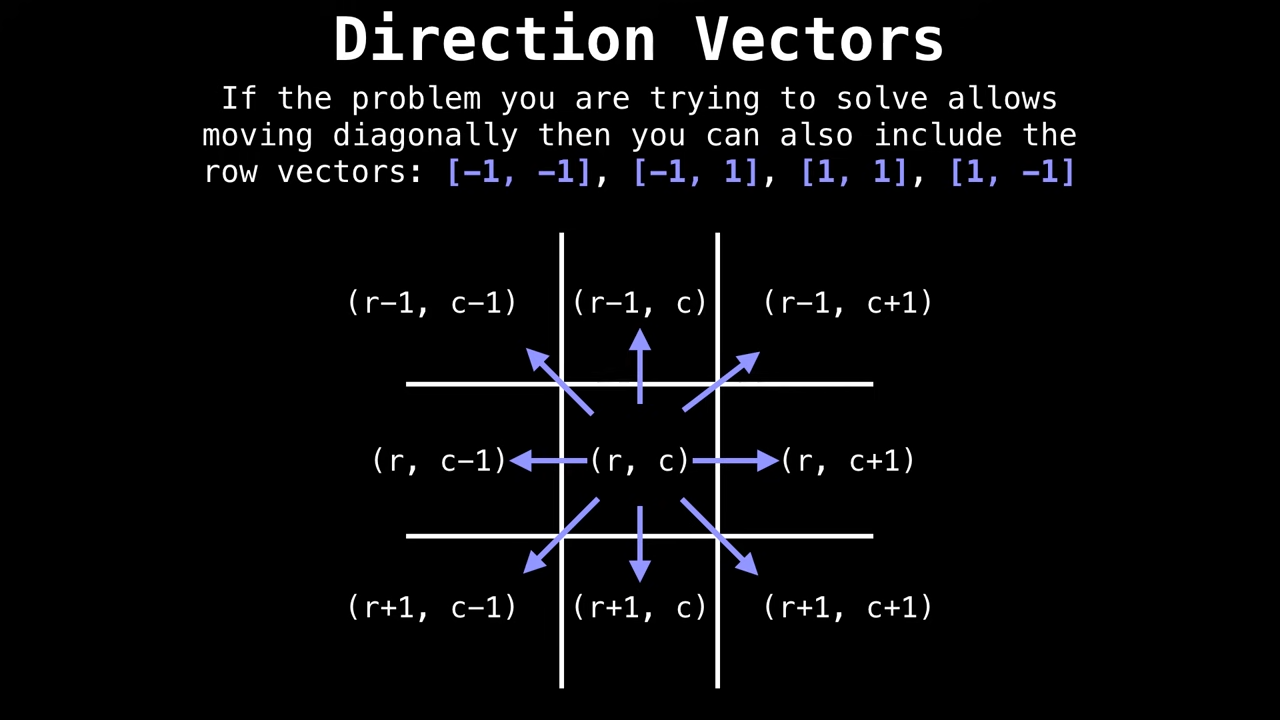 Direction Vectors
If the problem you are trying to solve allows
moving diagonally then you can also include the
row vectors: [−1, −1], [−1, 1], [1, 1], [1, −1]
(r−1, c−1) (r−1, c) (r−1, c+1)
(r, c−1) (r, c) (r, c+1)
(r+1, c−1) (r+1, c) (r+1, c+1)